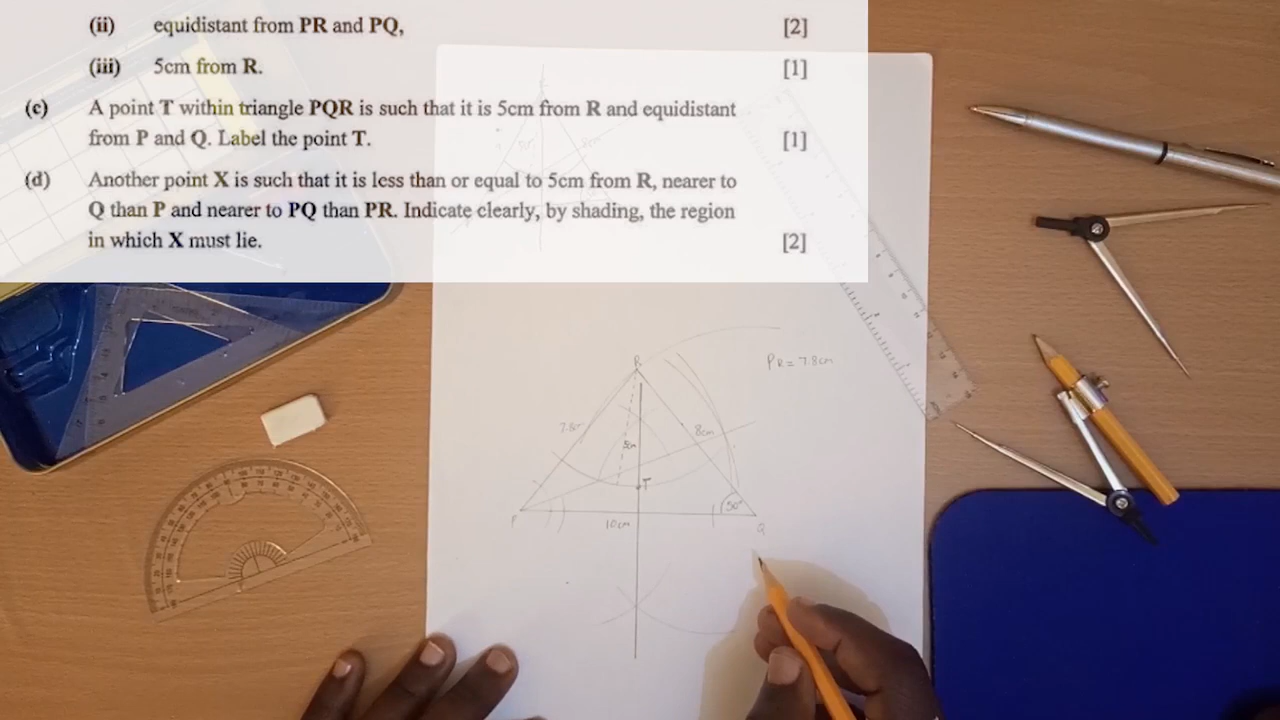 (ii) equidistant from PR and PQ, [2]
(iii) 5cm from R. [1]
(c) A point T within triangle PQR is such that it is 5cm from R and equidistant
from P and Q. Label the point T. [1]
(d) Another point X is such that it is less than or equal to 5cm from R, nearer to
Q than P and nearer to PQ than PR. Indicate clearly, by shading, the region
in which X must lie. [2]
R
PR = 7.8cm
7.8cm
8cm
5cm
T
50°
P
10cm
Q